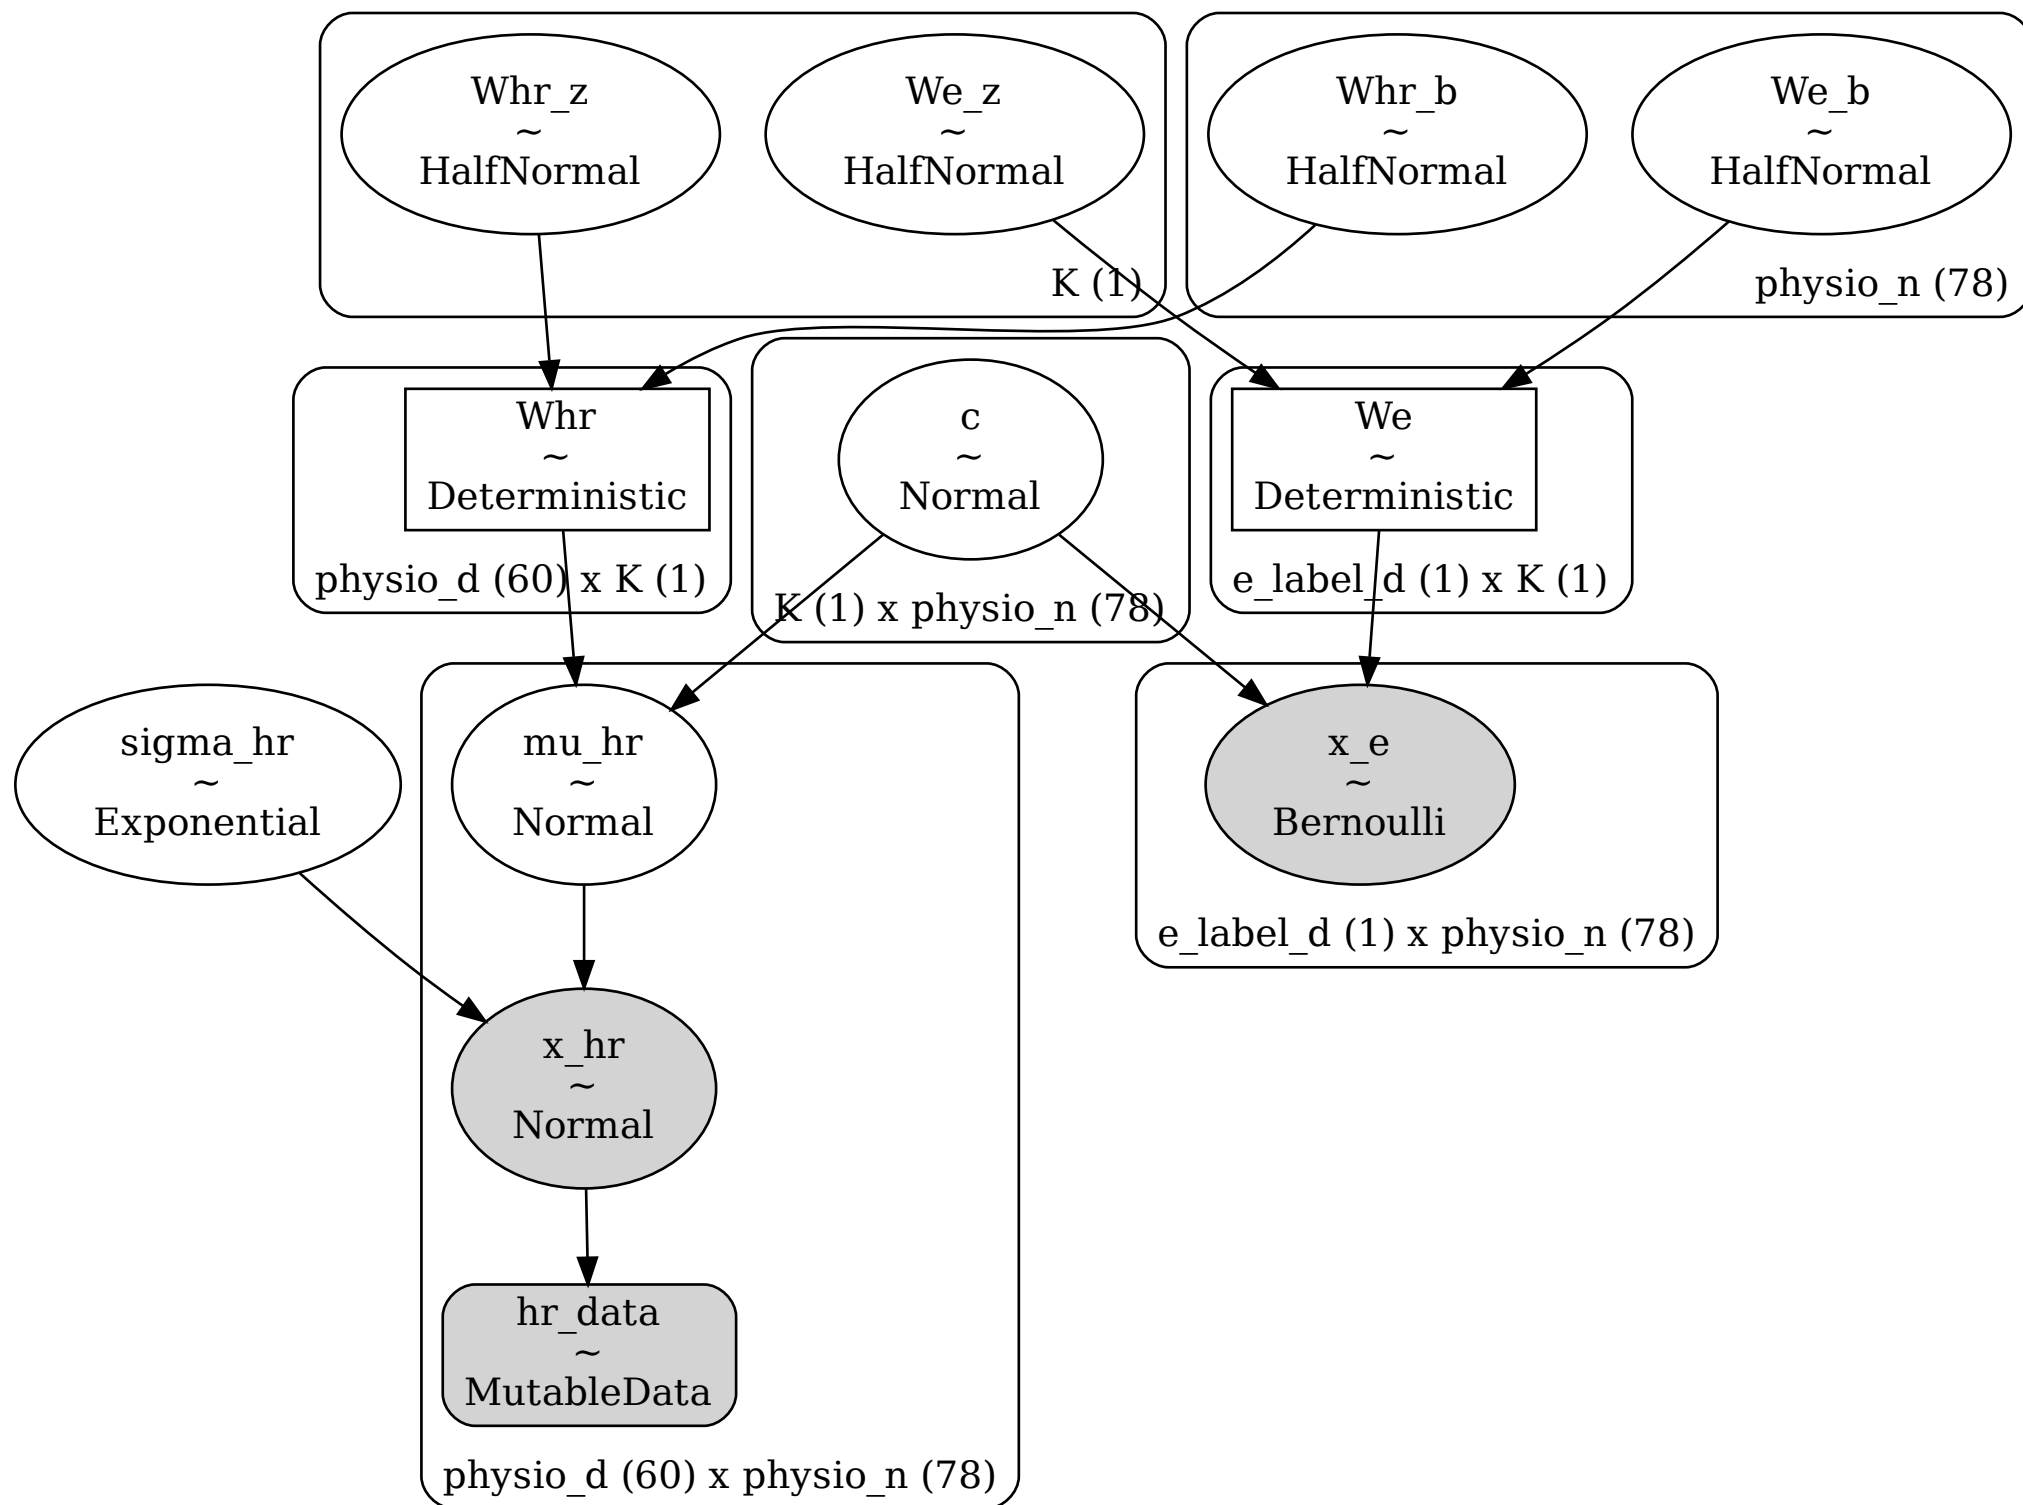 Whr_z
~
HalfNormal
We_z
~
HalfNormal
K (1)
Whr_b
~
HalfNormal
We_b
~
HalfNormal
physio_n (78)
Whr
~
Deterministic
physio_d (60) x K (1)
c
~
Normal
K (1) x physio_n (78)
We
~
Deterministic
e_label_d (1) x K (1)
sigma_hr
~
Exponential
mu_hr
~
Normal
x_e
~
Bernoulli
e_label_d (1) x physio_n (78)
x_hr
~
Normal
hr_data
~
MutableData
physio_d (60) x physio_n (78)